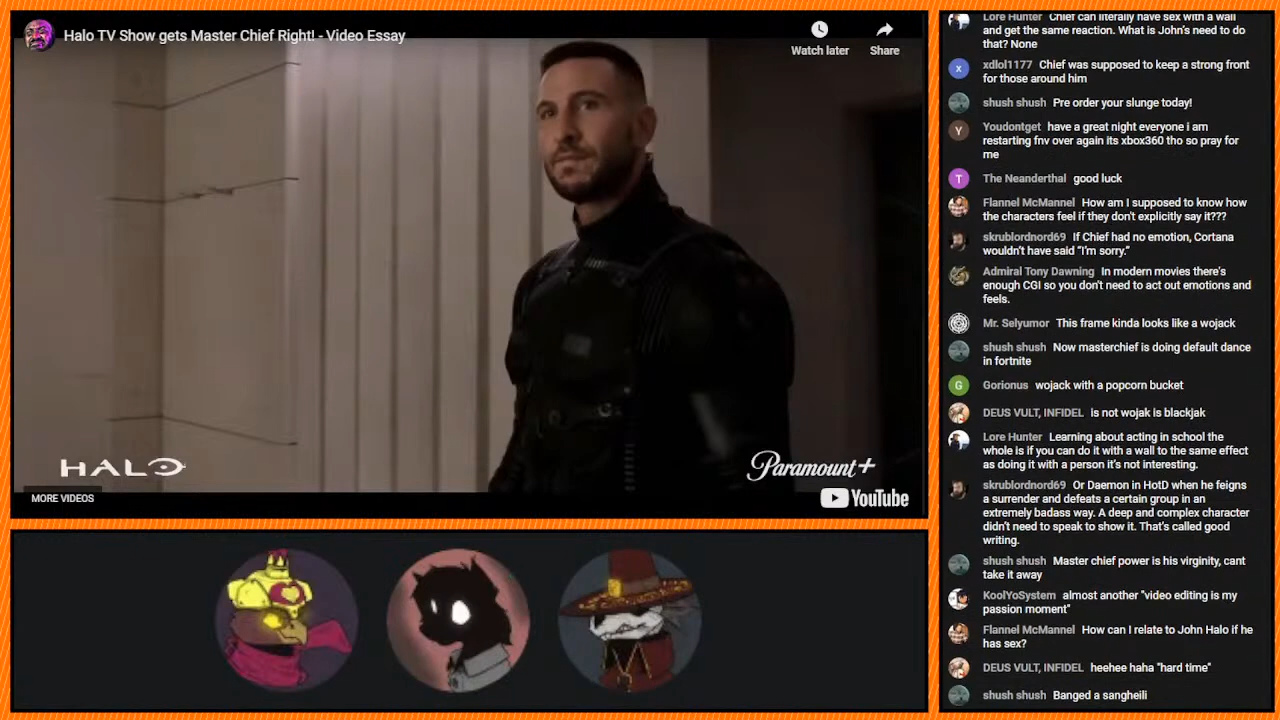 Halo TV Show gets Master Chief Right! - Video Essay
Watch later
Share
HALO
Paramount+
MORE VIDEOS
YouTube
Lore Hunter Chief can literally have sex with a wall
and get the same reaction. What is John's need to do
that? None
xdlol1177 Chief was supposed to keep a strong front
for those around him
shush shush Pre order your slunge today!
Youdontget have a great night everyone i am
restarting fnv over again its xbox360 tho so pray for
me
The Neanderthal good luck
Flannel McMannel How am I supposed to know how
the characters feel if they don't explicitly say it???
skrublordnord69 If Chief had no emotion, Cortana
wouldn't have said "I'm sorry."
Admiral Tony Dawning In modern movies there's
enough CGI so you don't need to act out emotions and
feels.
Mr. Selyumor This frame kinda looks like a wojack
shush shush Now masterchief is doing default dance
in fortnite
Gorionus wojack with a popcorn bucket
DEUS VULT, INFIDEL is not wojak is blackjak
Lore Hunter Learning about acting in school the
whole is if you can do it with a wall to the same effect
as doing it with a person it's not interesting.
skrublordnord69 Or Daemon in HotD when he feigns
a surrender and defeats a certain group in an
extremely badass way. A deep and complex character
didn't need to speak to show it. That's called good
writing.
shush shush Master chief power is his virginity, cant
take it away
KoolYoSystem almost another "video editing is my
passion moment"
Flannel McMannel How can I relate to John Halo if he
has sex?
DEUS VULT, INFIDEL heehee haha "hard time"
shush shush Banged a sangheili